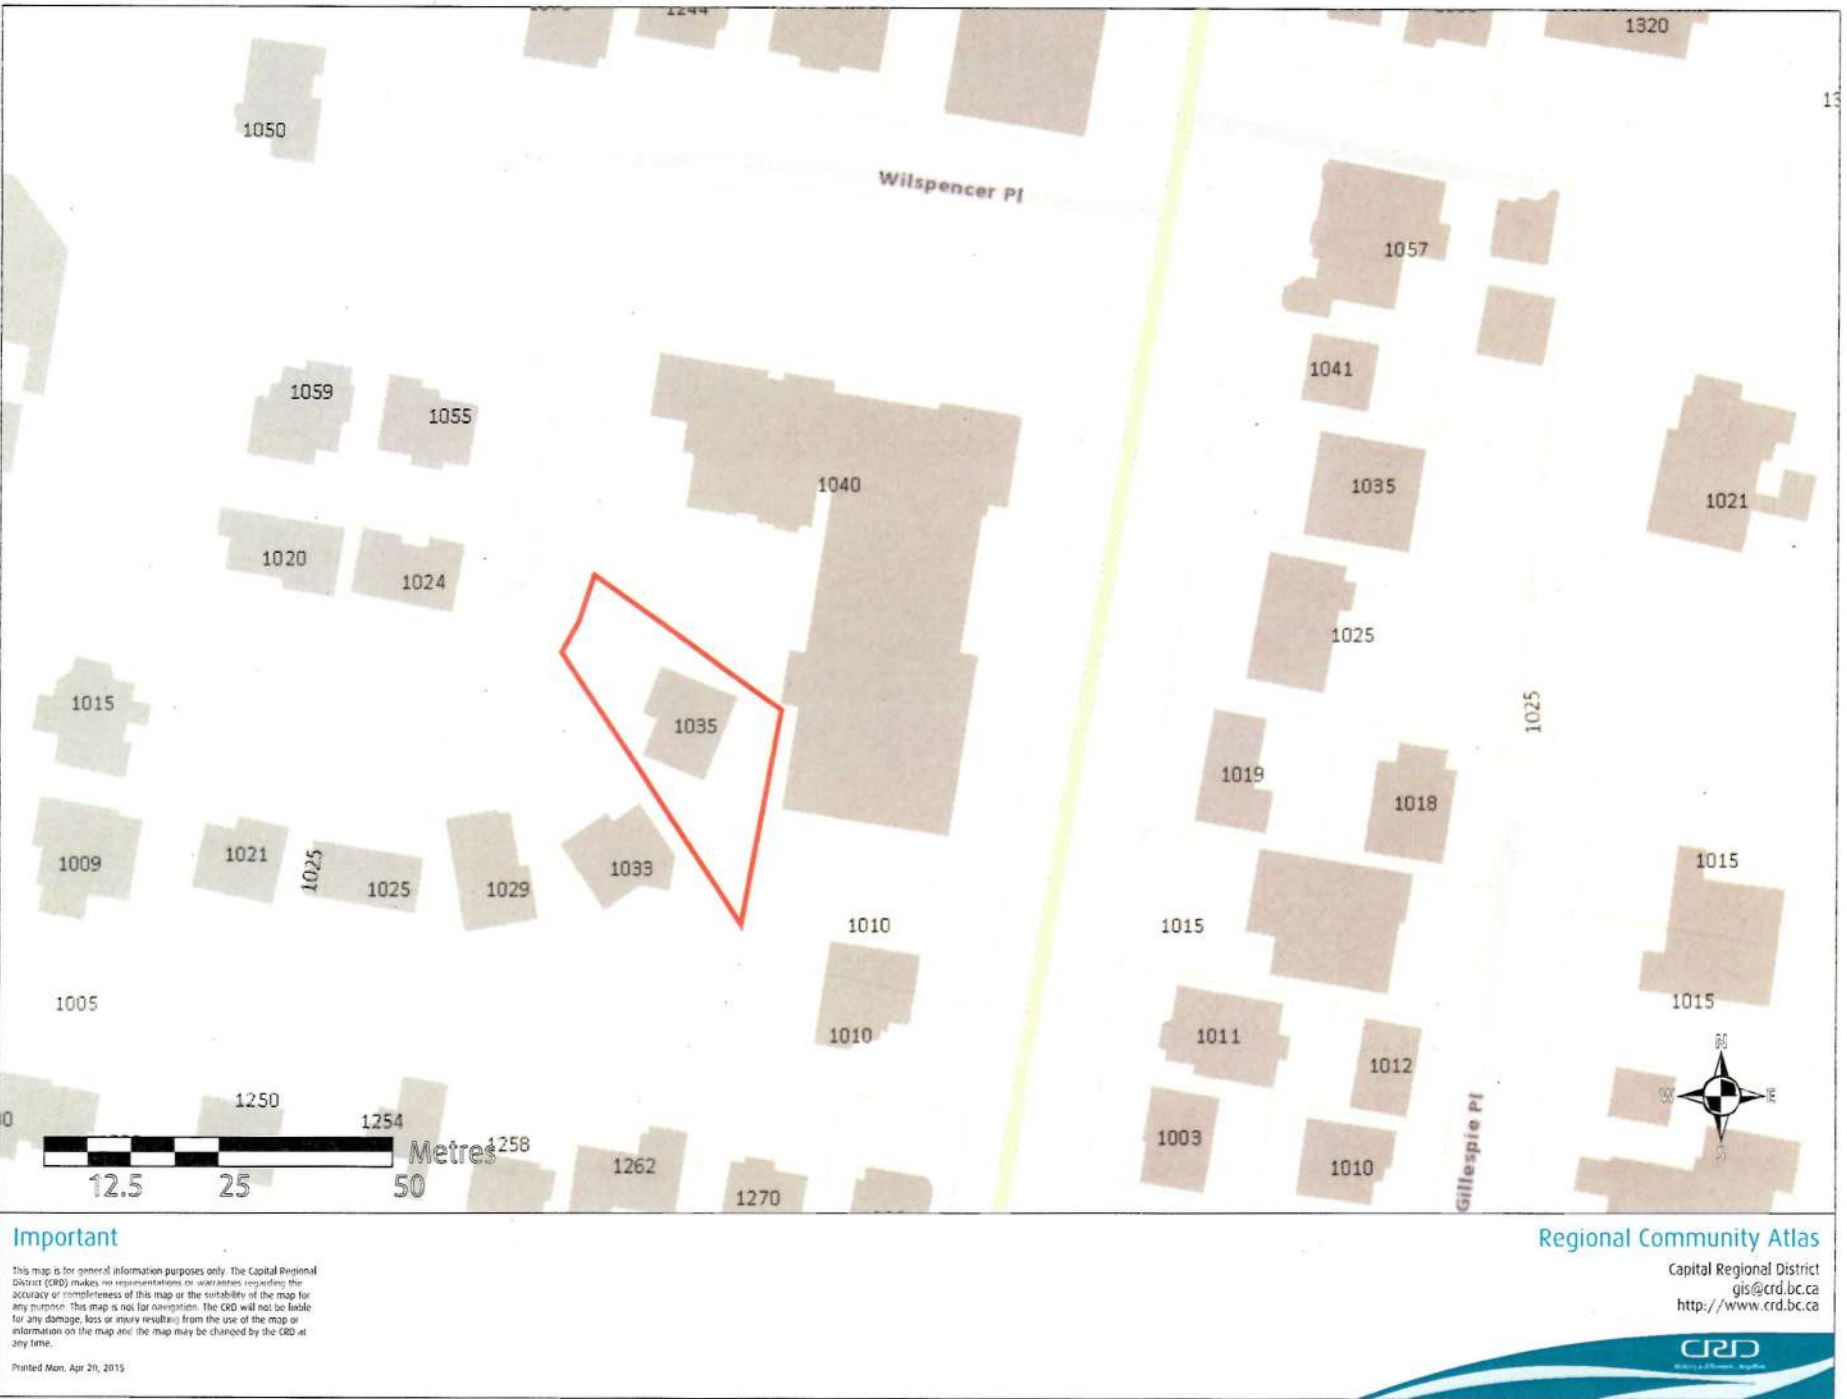 1244
1320
1050
Wilspencer Pl
1057
1041
1059
1055
1040
1035
1021
1020
1024
1025
1015
1035
1025
1019
1018
1009
1021
1025
1025
1029
1033
1015
1010
1015
1005
1010
1011
1015
1012
N
W
E
S
1250
1254
1258
1262
1270
1003
1010
Gillespie Pl
Metres
12.5 25 50
Important
This map is for general information purposes only. The Capital Regional
District (CRD) makes no representations or warranties regarding the
accuracy or completeness of this map or the suitability of the map for
any purpose. This map is not for navigation. The CRD will not be liable
for any damage, loss or injury resulting from the use of the map or
information on the map and the map may be changed by the CRD at
any time.
Printed Mon, Apr 20, 2015
Regional Community Atlas
Capital Regional District
gis@crd.bc.ca
http://www.crd.bc.ca
CRD